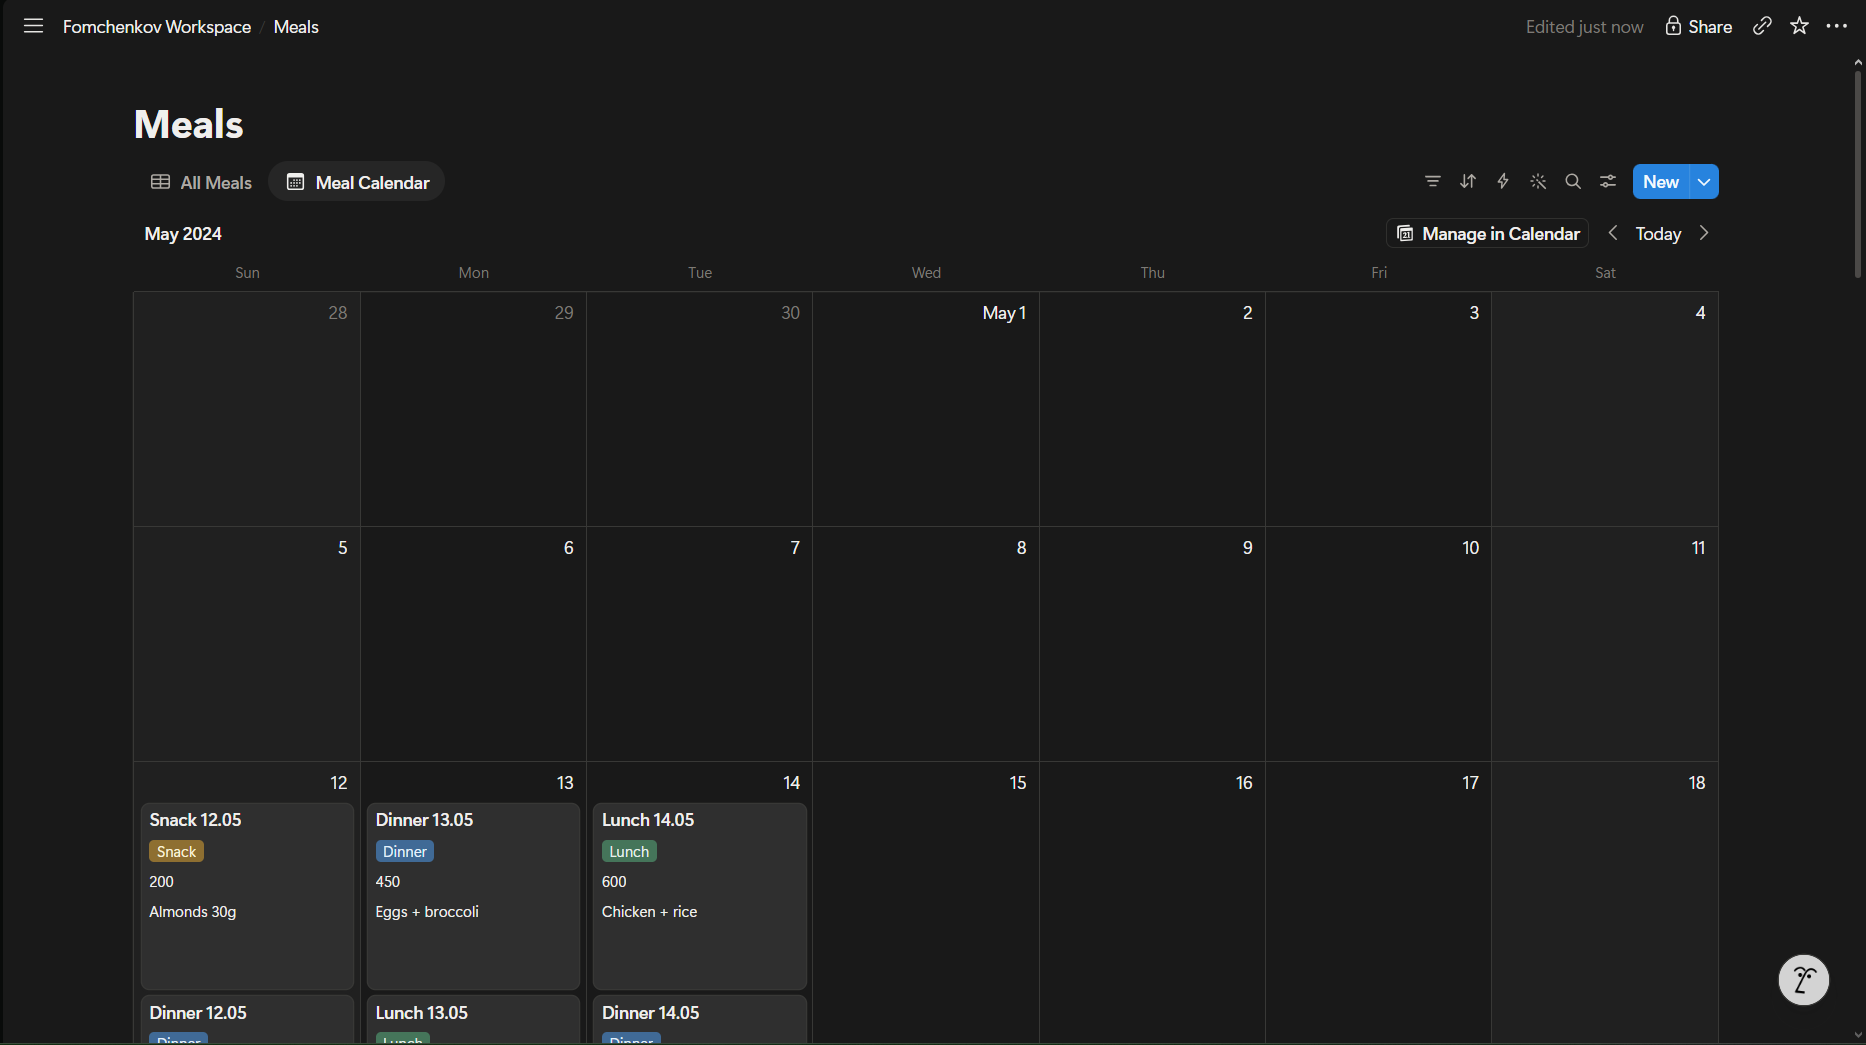 Fomchenkov Workspace / Meals
Edited just now
Share
Meals
All Meals
Meal Calendar
New
May 2024
21
Manage in Calendar
Today
Sun Mon Tue Wed Thu Fri Sat
28 29 30 May 1 2 3 4
5 6 7 8 9 10 11
12 13 14 15 16 17 18
Snack 12.05
Snack
200
Almonds 30g
Dinner 13.05
Dinner
450
Eggs + broccoli
Lunch 14.05
Lunch
600
Chicken + rice
Dinner 12.05
Dinner
Lunch 13.05
Lunch
Dinner 14.05
Dinner